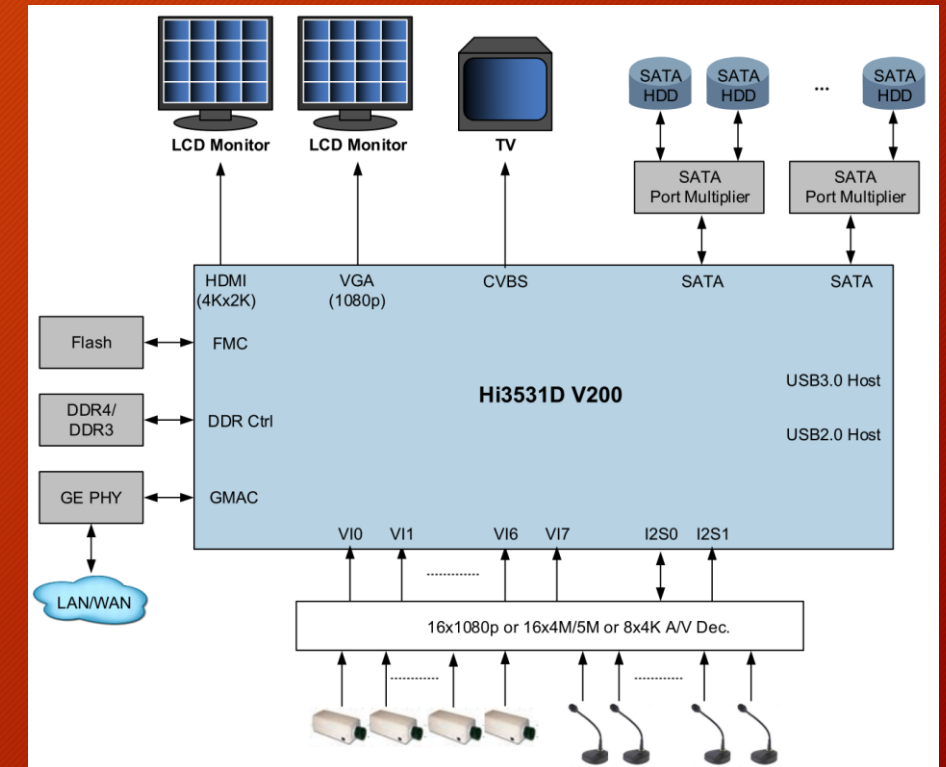 SATA
HDD
SATA
HDD
...
SATA
HDD
LCD Monitor
LCD Monitor
TV
SATA
Port Multiplier
SATA
Port Multiplier
HDMI
(4Kx2K)
VGA
(1080p)
CVBS
SATA
SATA
Flash
FMC
Hi3531D V200
USB3.0 Host
DDR4/
DDR3
DDR Ctrl
USB2.0 Host
GE PHY
GMAC
VI0
VI1
VI6
VI7
I2S0
I2S1
LAN/WAN
16x1080p or 16x4M/5M or 8x4K A/V Dec.